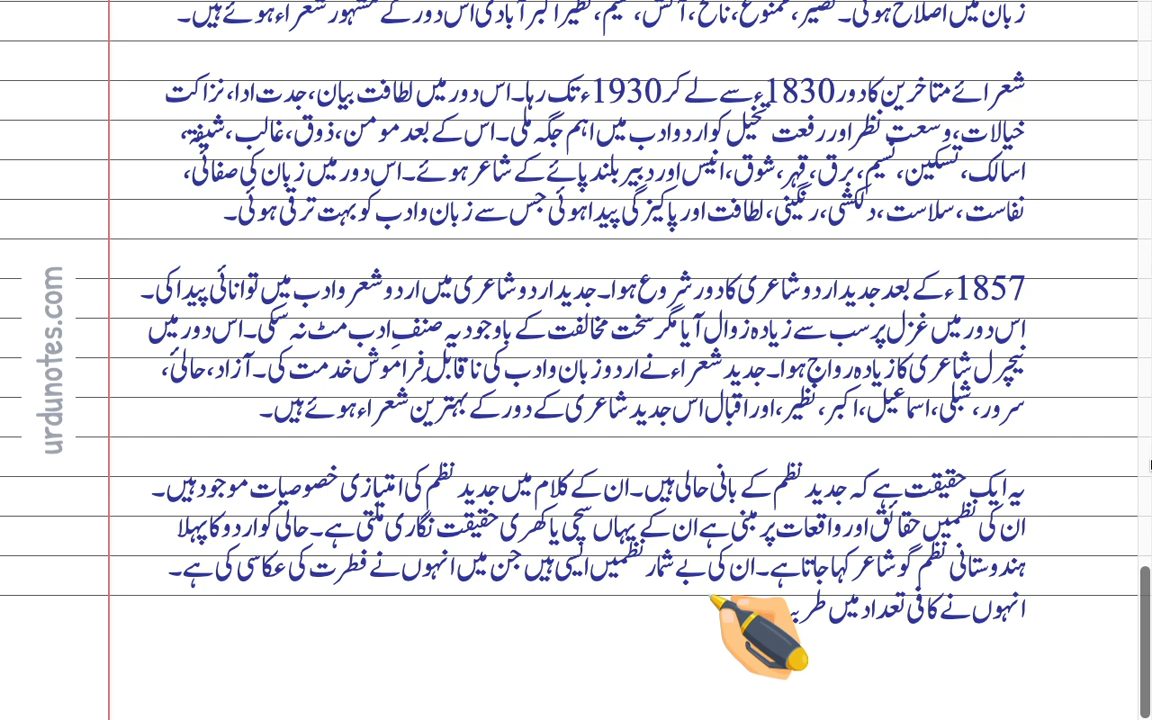 زبان میں اصلاح ہوئی۔ نصیر، ممنوع، ناسخ، آتش، نسیم، نظیر اکبر آبادی اس دور کے مشہور شعراء ہوئے ہیں۔
شعرائے متاخرین کا دور 1830ء سے لے کر 1930ء تک رہا۔ اس دور میں لطافت بیان، جدت ادا، نزاکت
خیالات، وسعت نظر اور رفعت تخیل کو اردو ادب میں اہم جگہ ملی۔ اس کے بعد مومن، ذوق، غالب، شیفۃ،
اسالک، تسکین، نسیم، برق، قہر، شوق، انیس اور دبیر بلند پائے کے شاعر ہوئے۔ اس دور میں زبان کی صفائی،
نفاست، سلاست، دلکشی، رنگینی، لطافت اور پاکیزگی پیدا ہوئی جس سے زبان و ادب کو بہت ترقی ہوئی۔
1857ء کے بعد جدید اردو شاعری کا دور شروع ہوا۔ جدید اردو شاعری میں اردو شعر و ادب میں توانائی پیدا کی۔
اس دور میں غزل پر سب سے زیادہ زوال آیا مگر سخت مخالفت کے باوجود یہ صنفِ ادب مٹ نہ سکی۔ اس دور میں
نیچرل شاعری کا زیادہ رواج ہوا۔ جدید شعراء نے اردو زبان و ادب کی ناقابلِ فراموش خدمت کی۔ آزاد، حالیٔ،
سرور، شبلی، اسماعیل، اکبر، نظیر، اور اقبال اس جدید شاعری کے دور کے بہترین شعراء ہوئے ہیں۔
یہ ایک حقیقت ہے کہ جدید نظم کے بانی حالی ہیں۔ ان کے کلام میں جدید نظم کی امتیازی خصوصیات موجود ہیں۔
ان کی نظمیں حقائق اور واقعات پر مبنی ہے ان کے یہاں سچی یا کھری حقیقت نگاری ملتی ہے۔ حالی کو اردو کا پہلا
ہندوستانی نظم گو شاعر کہا جاتا ہے۔ ان کی بے شمار نظمیں ایسی ہیں جن میں انہوں نے فطرت کی عکاسی کی ہے۔
انہوں نے کافی تعداد میں
urdunotes.com